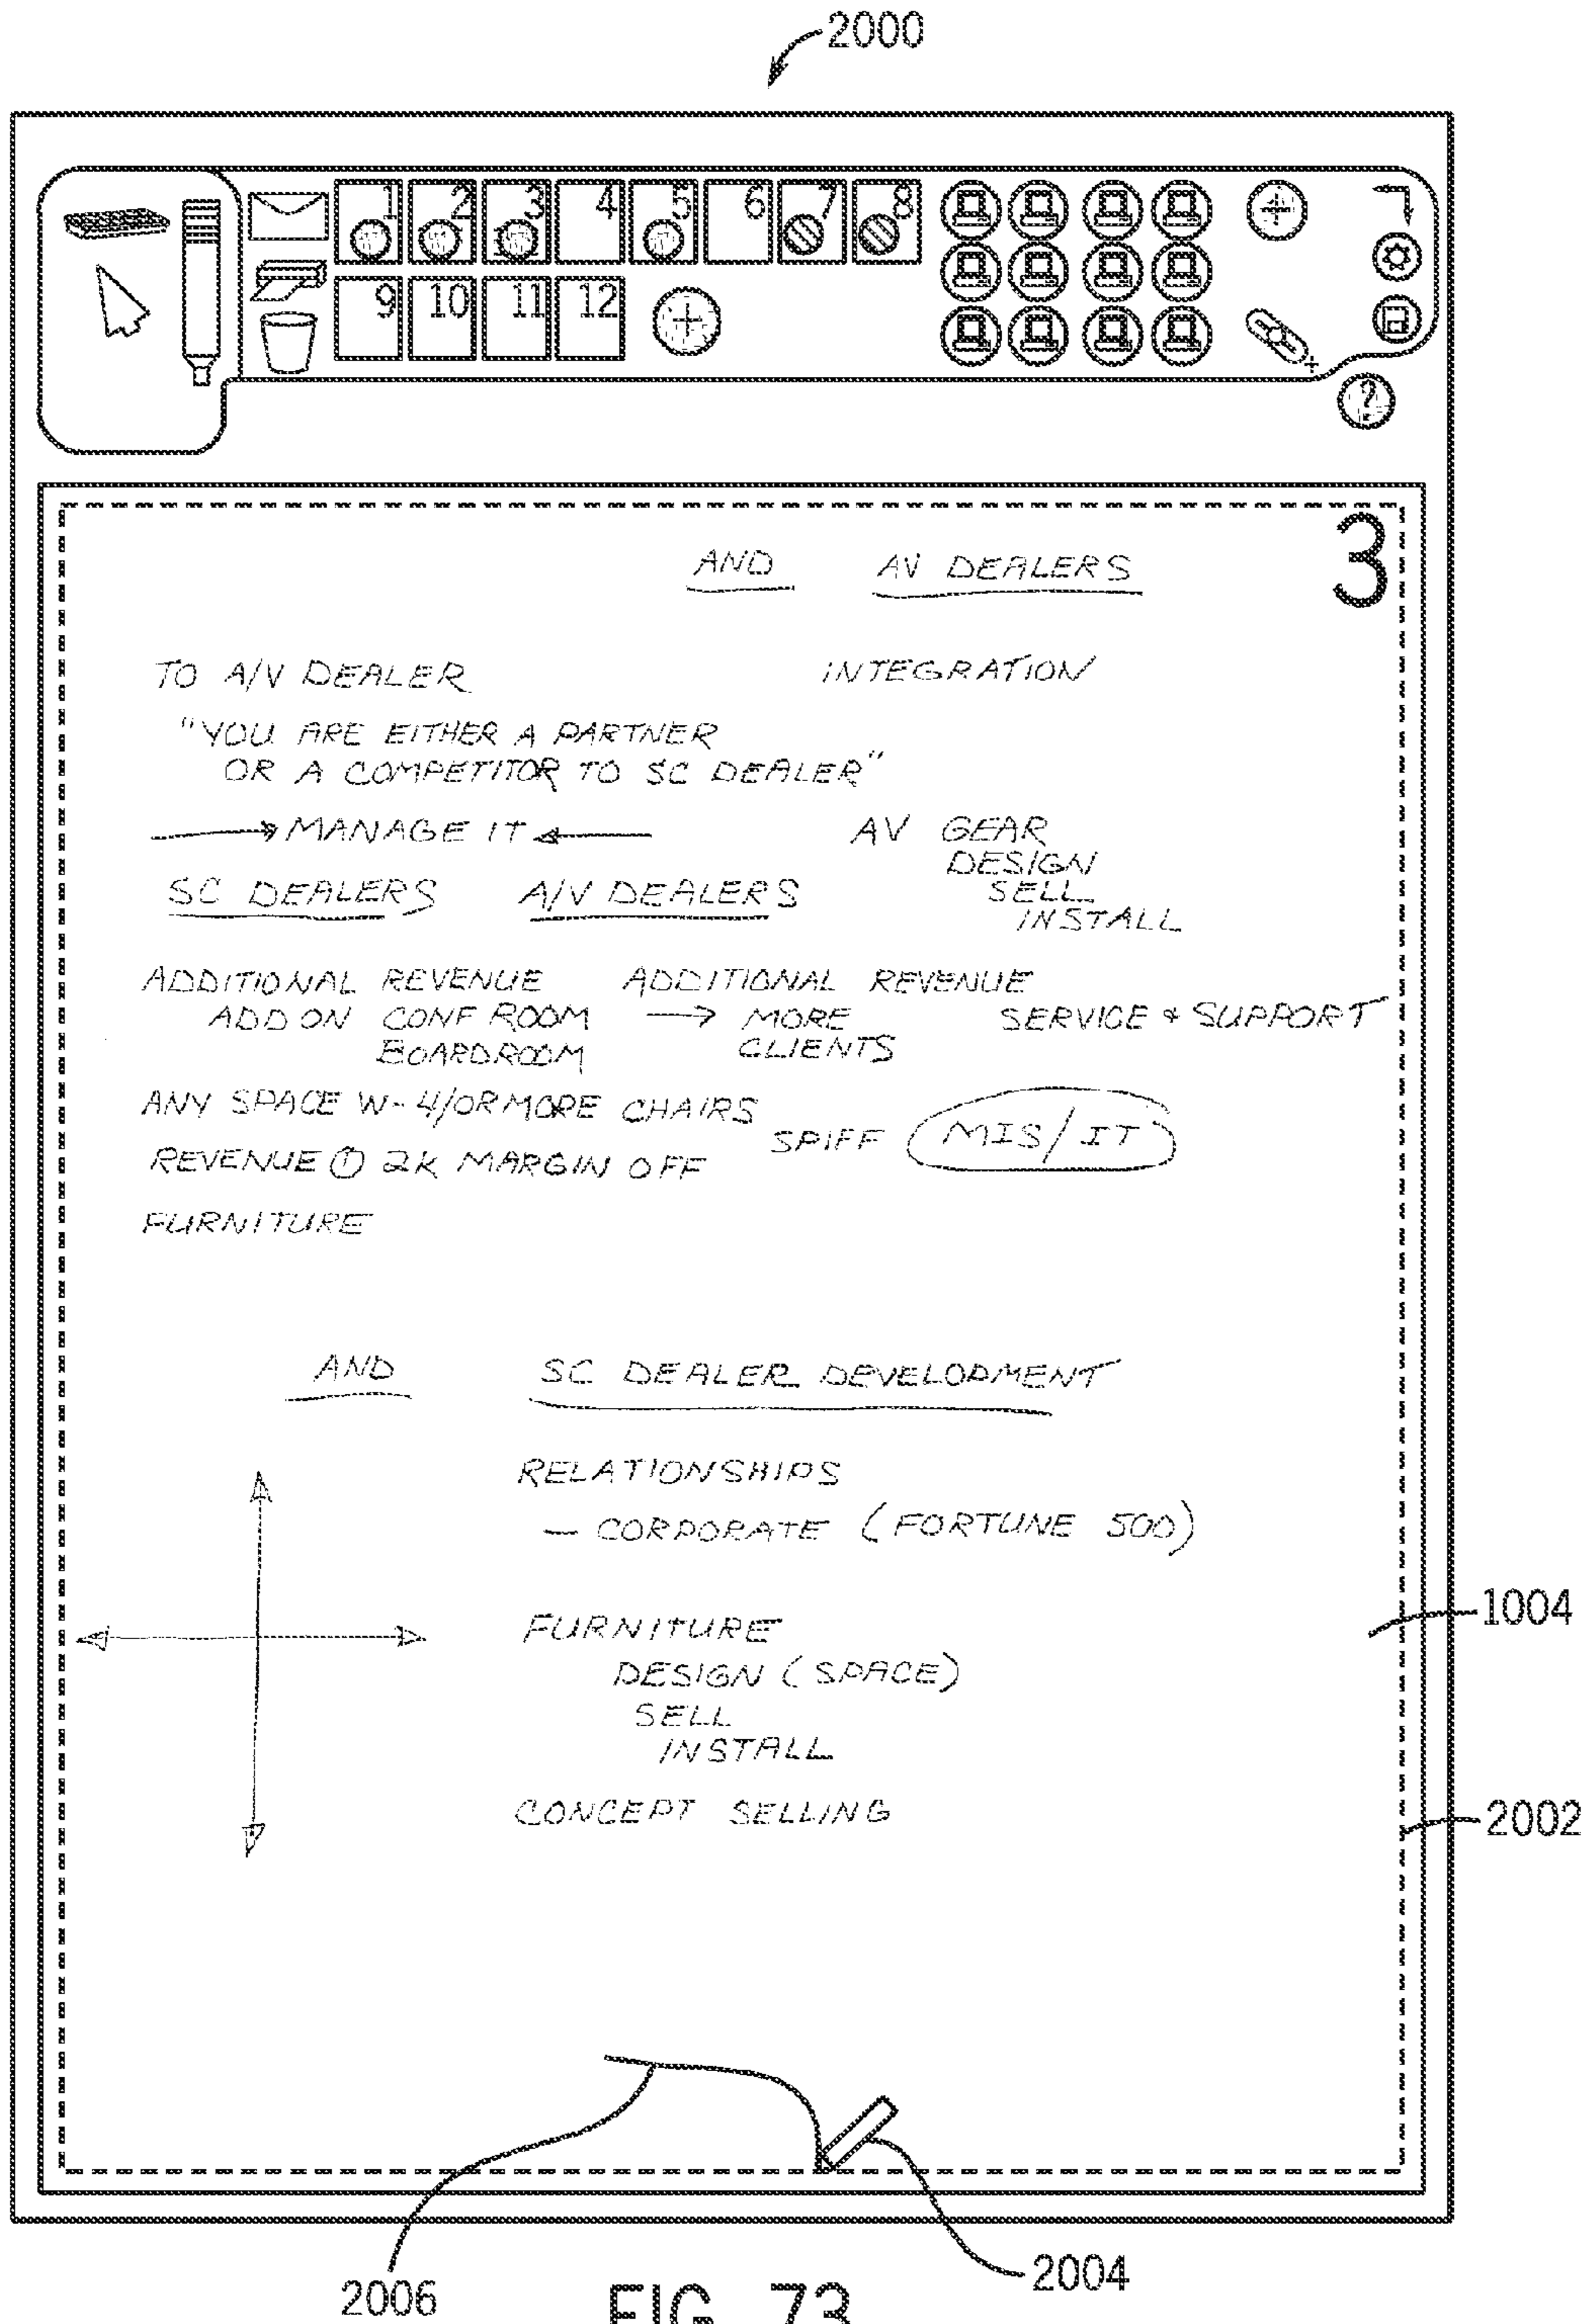 2000
1 2 3 4 5 6 7 8
9 10 11 12
?
3
AND AV DEALERS
TO A/V DEALER INTEGRATION
"YOU ARE EITHER A PARTNER
OR A COMPETITOR TO SC DEALER"
MANAGE IT AV GEAR
DESIGN
SC DEALERS A/V DEALERS SELL
INSTALL
ADDITIONAL REVENUE ADDITIONAL REVENUE
ADD ON CONF ROOM → MORE SERVICE & SUPPORT
BOARDROOM CLIENTS
ANY SPACE W- 4/OR MORE CHAIRS
SPIFF MIS/IT
REVENUE ① 2K MARGIN OFF
FURNITURE
AND SC DEALER DEVELOPMENT
RELATIONSHIPS
— CORPORATE (FORTUNE 500)
1004
FURNITURE
DESIGN (SPACE)
SELL
INSTALL
CONCEPT SELLING
2002
2004
2006
FIG. 73